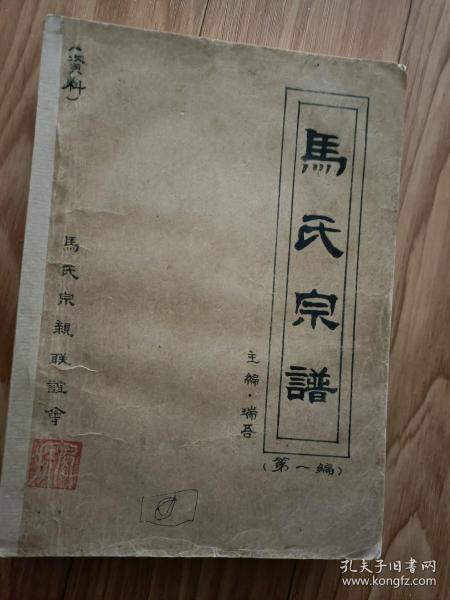 馬氏宗譜
(第一編)
主編·瑞吾
(資料)
馬氏宗親联誼會
孔夫子旧书网
www.kongfz.com